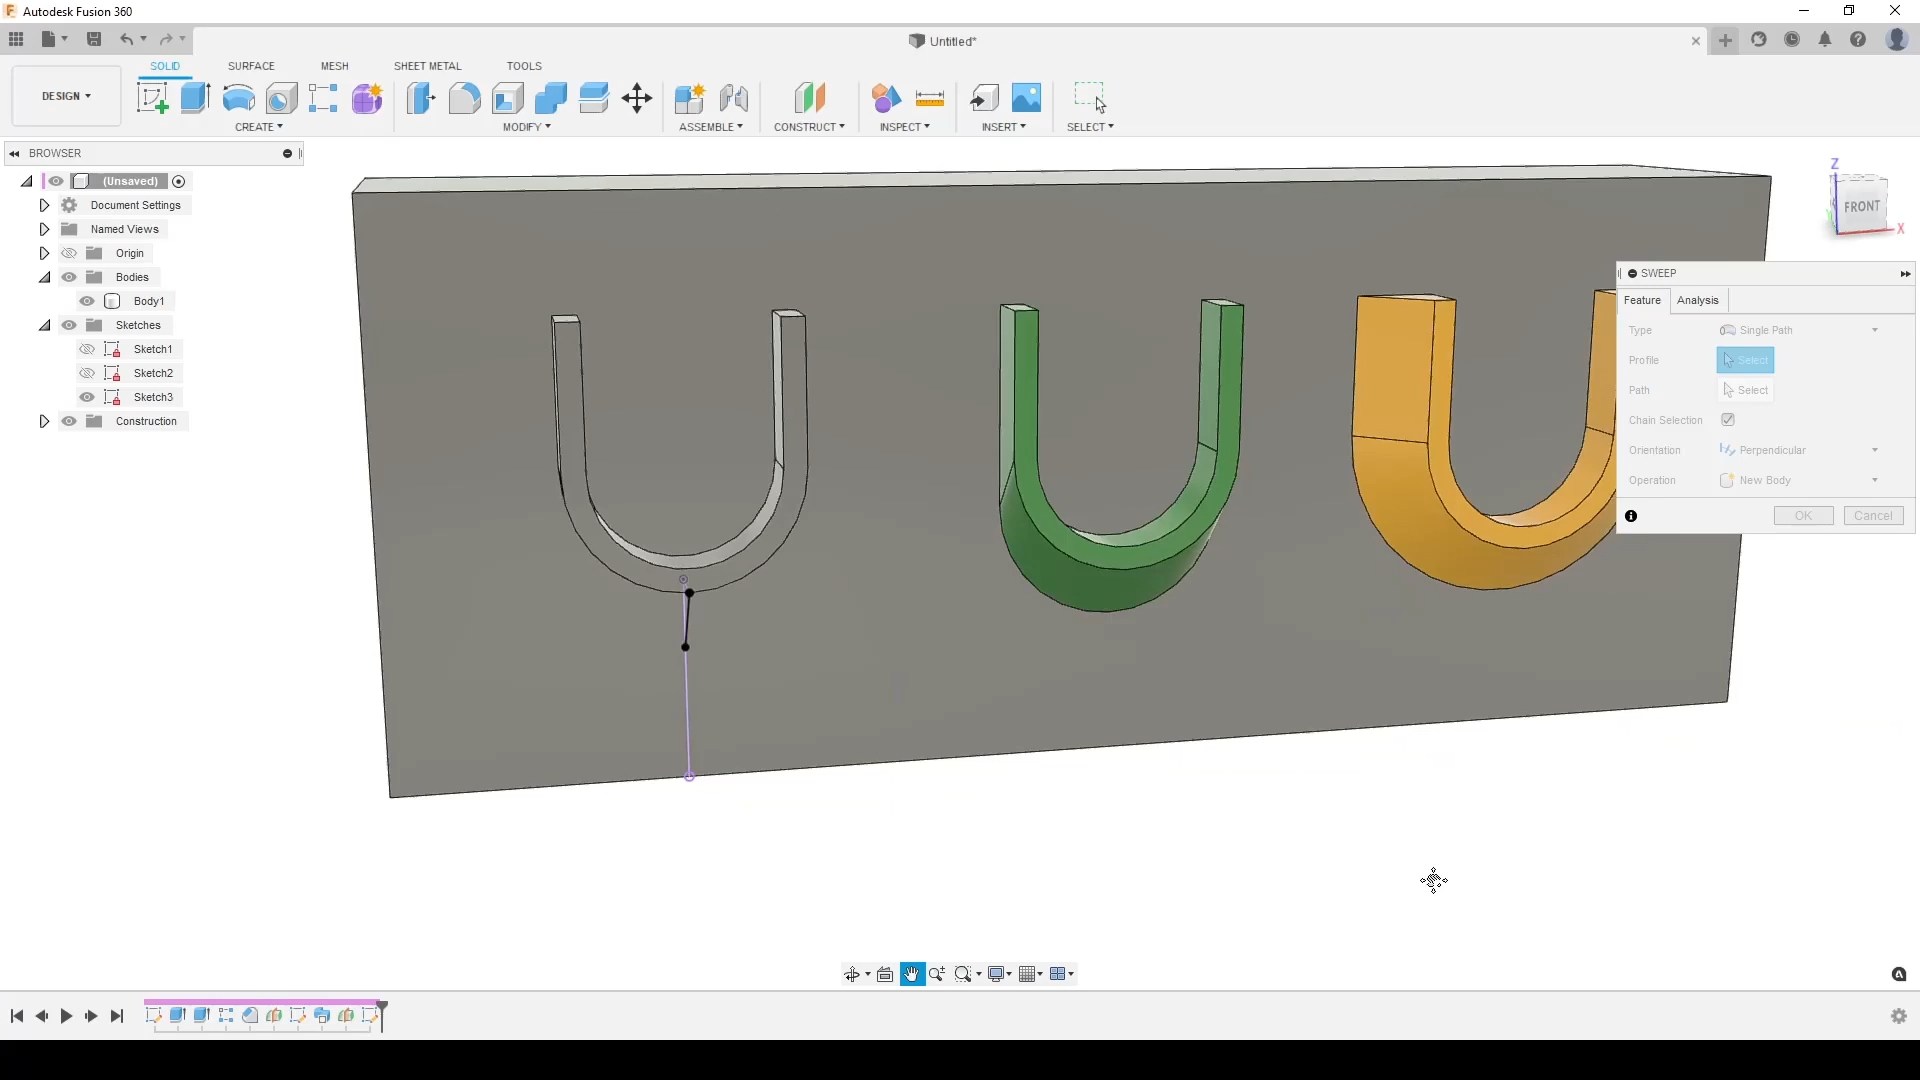 Autodesk Fusion 360
Untitled*
SOLID SURFACE MESH SHEET METAL TOOLS
DESIGN
CREATE MODIFY ASSEMBLE CONSTRUCT INSPECT INSERT SELECT
BROWSER
(Unsaved)
Document Settings
Named Views
Origin
Bodies
Body1
Sketches
Sketch1
Sketch2
Sketch3
Construction
Z
FRONT
X
SWEEP
Feature Analysis
Type Single Path
Profile Select
Path Select
Chain Selection
Orientation Perpendicular
Operation New Body
OK Cancel